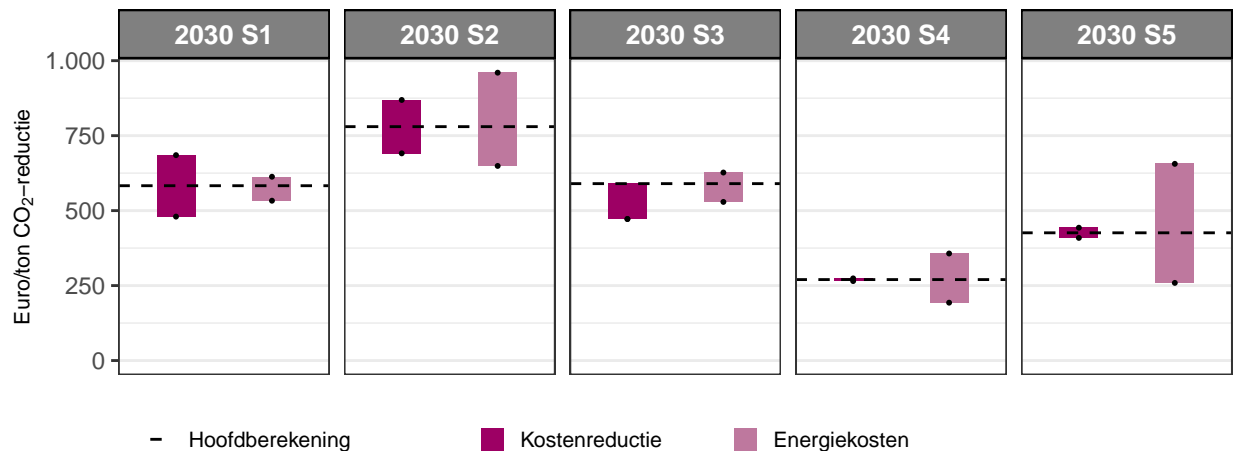 2030 S1 2030 S2 2030 S3 2030 S4 2030 S5
Euro/ton CO₂−reductie
1.000
750
500
250
0
Hoofdberekening Kostenreductie Energiekosten